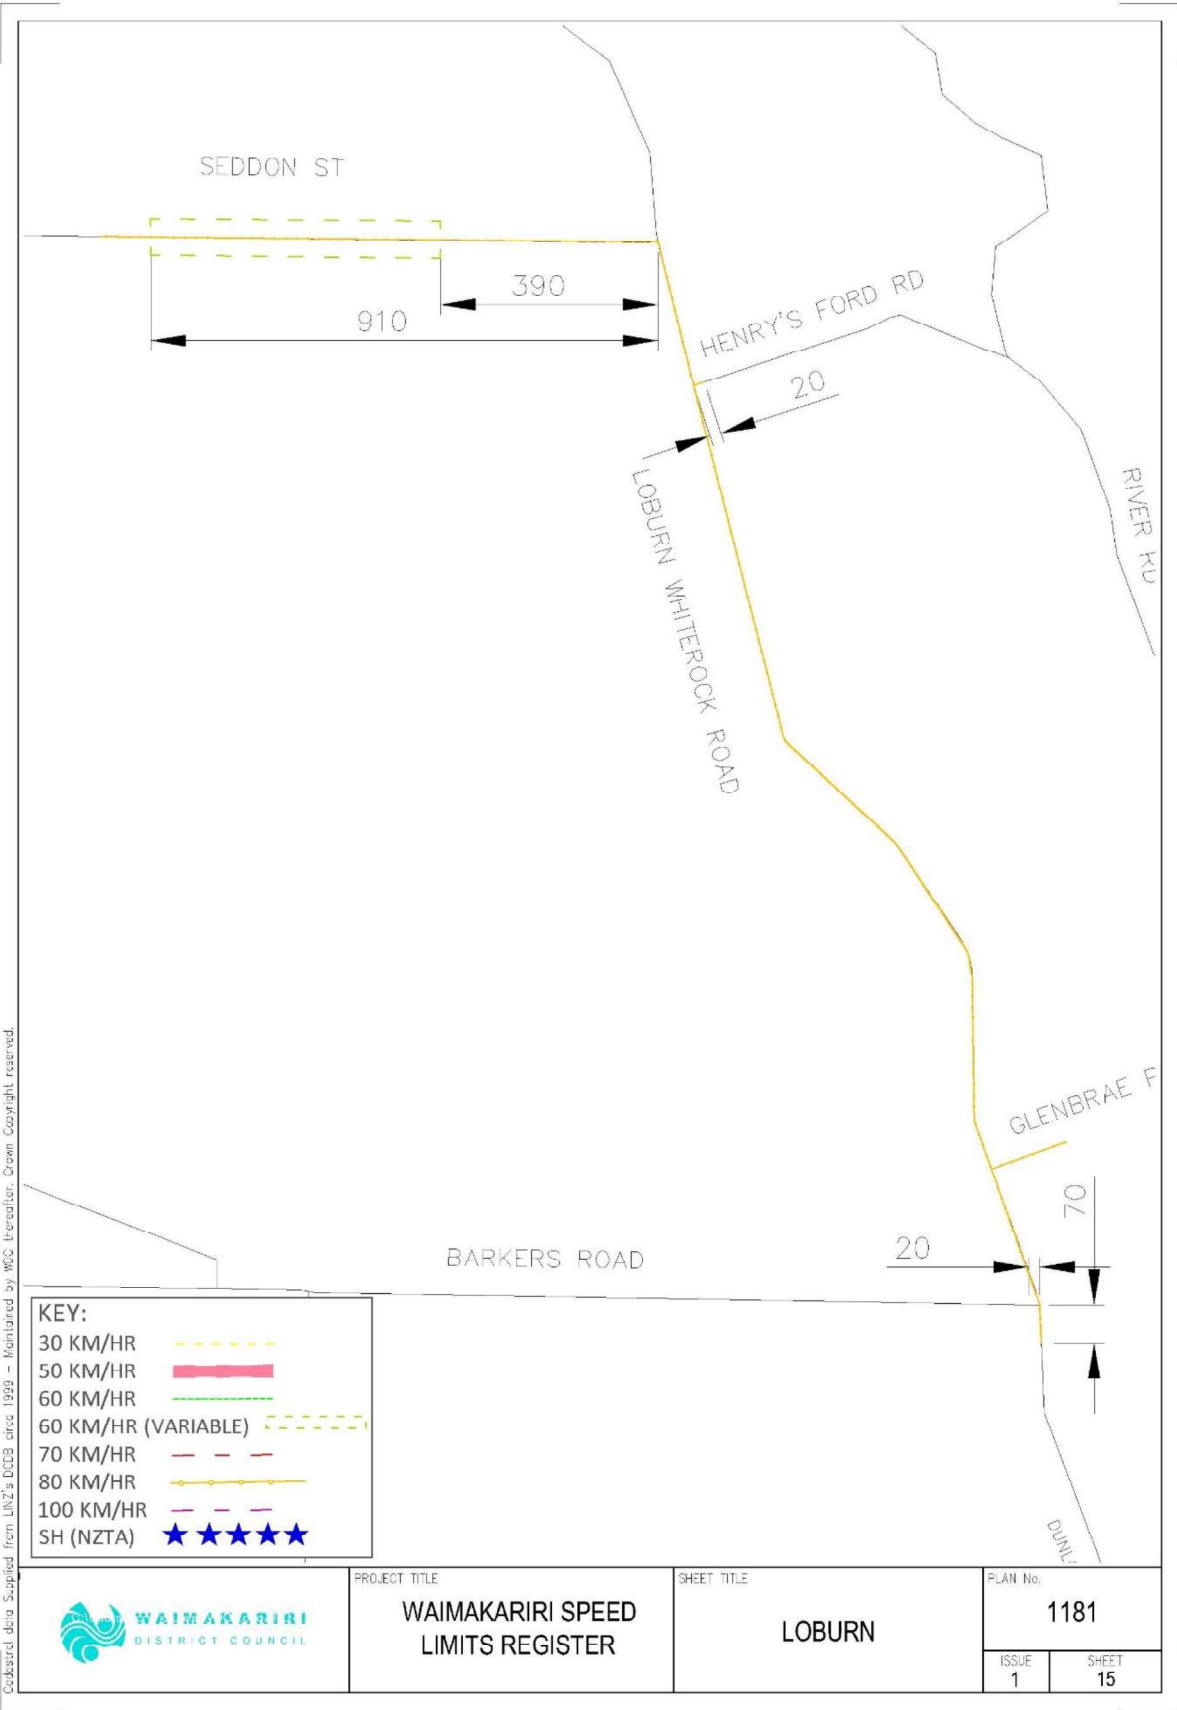 SEDDON ST
390
910
HENRY'S FORD RD
20
LOBURN WHITEROCK ROAD
RIVER RD
GLENBRAE
70
20
BARKERS ROAD
KEY:
30 KM/HR
50 KM/HR
60 KM/HR
60 KM/HR (VARIABLE)
70 KM/HR
80 KM/HR
100 KM/HR
SH (NZTA)
Cadastral data Supplied from LINZ's DCDB circa 1999 - Maintained by WDC thereafter. Crown Copyright reserved.
WAIMAKARIRI
DISTRICT COUNCIL
PROJECT TITLE
WAIMAKARIRI SPEED
LIMITS REGISTER
SHEET TITLE
LOBURN
PLAN No.
1181
ISSUE
1
SHEET
15